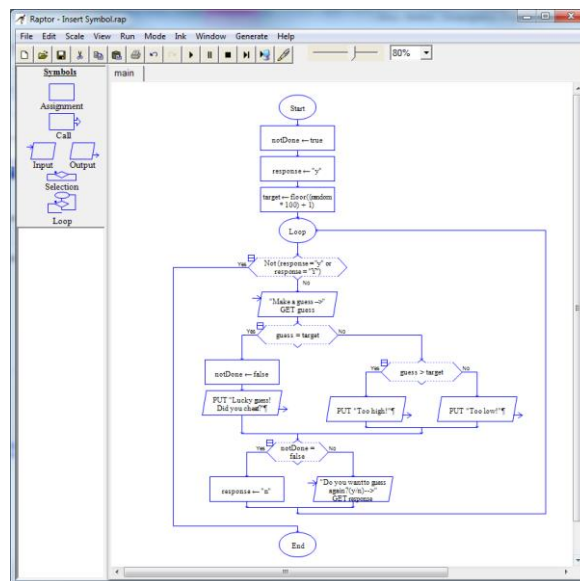 Raptor - Insert Symbol.rap
File Edit Scale View Run Mode Ink Window Generate Help
80%
Symbols
Assignment
Call
Input Output
Selection
Loop
main
Start
notDone ← true
response ← "y"
target ← floor((random
* 100) + 1)
Loop
Yes
Not (response = "y" or
response = "Y")
No
"Make a guess -->"
GET guess
Yes
guess = target
No
notDone ← false
Yes
guess > target
No
PUT "Lucky guess!
Did you cheat?"¶
PUT "Too high!"¶
PUT "Too low!"¶
Yes
notDone =
false
No
response ← "n"
"Do you want to guess
again?(y/n)-->"
GET response
End